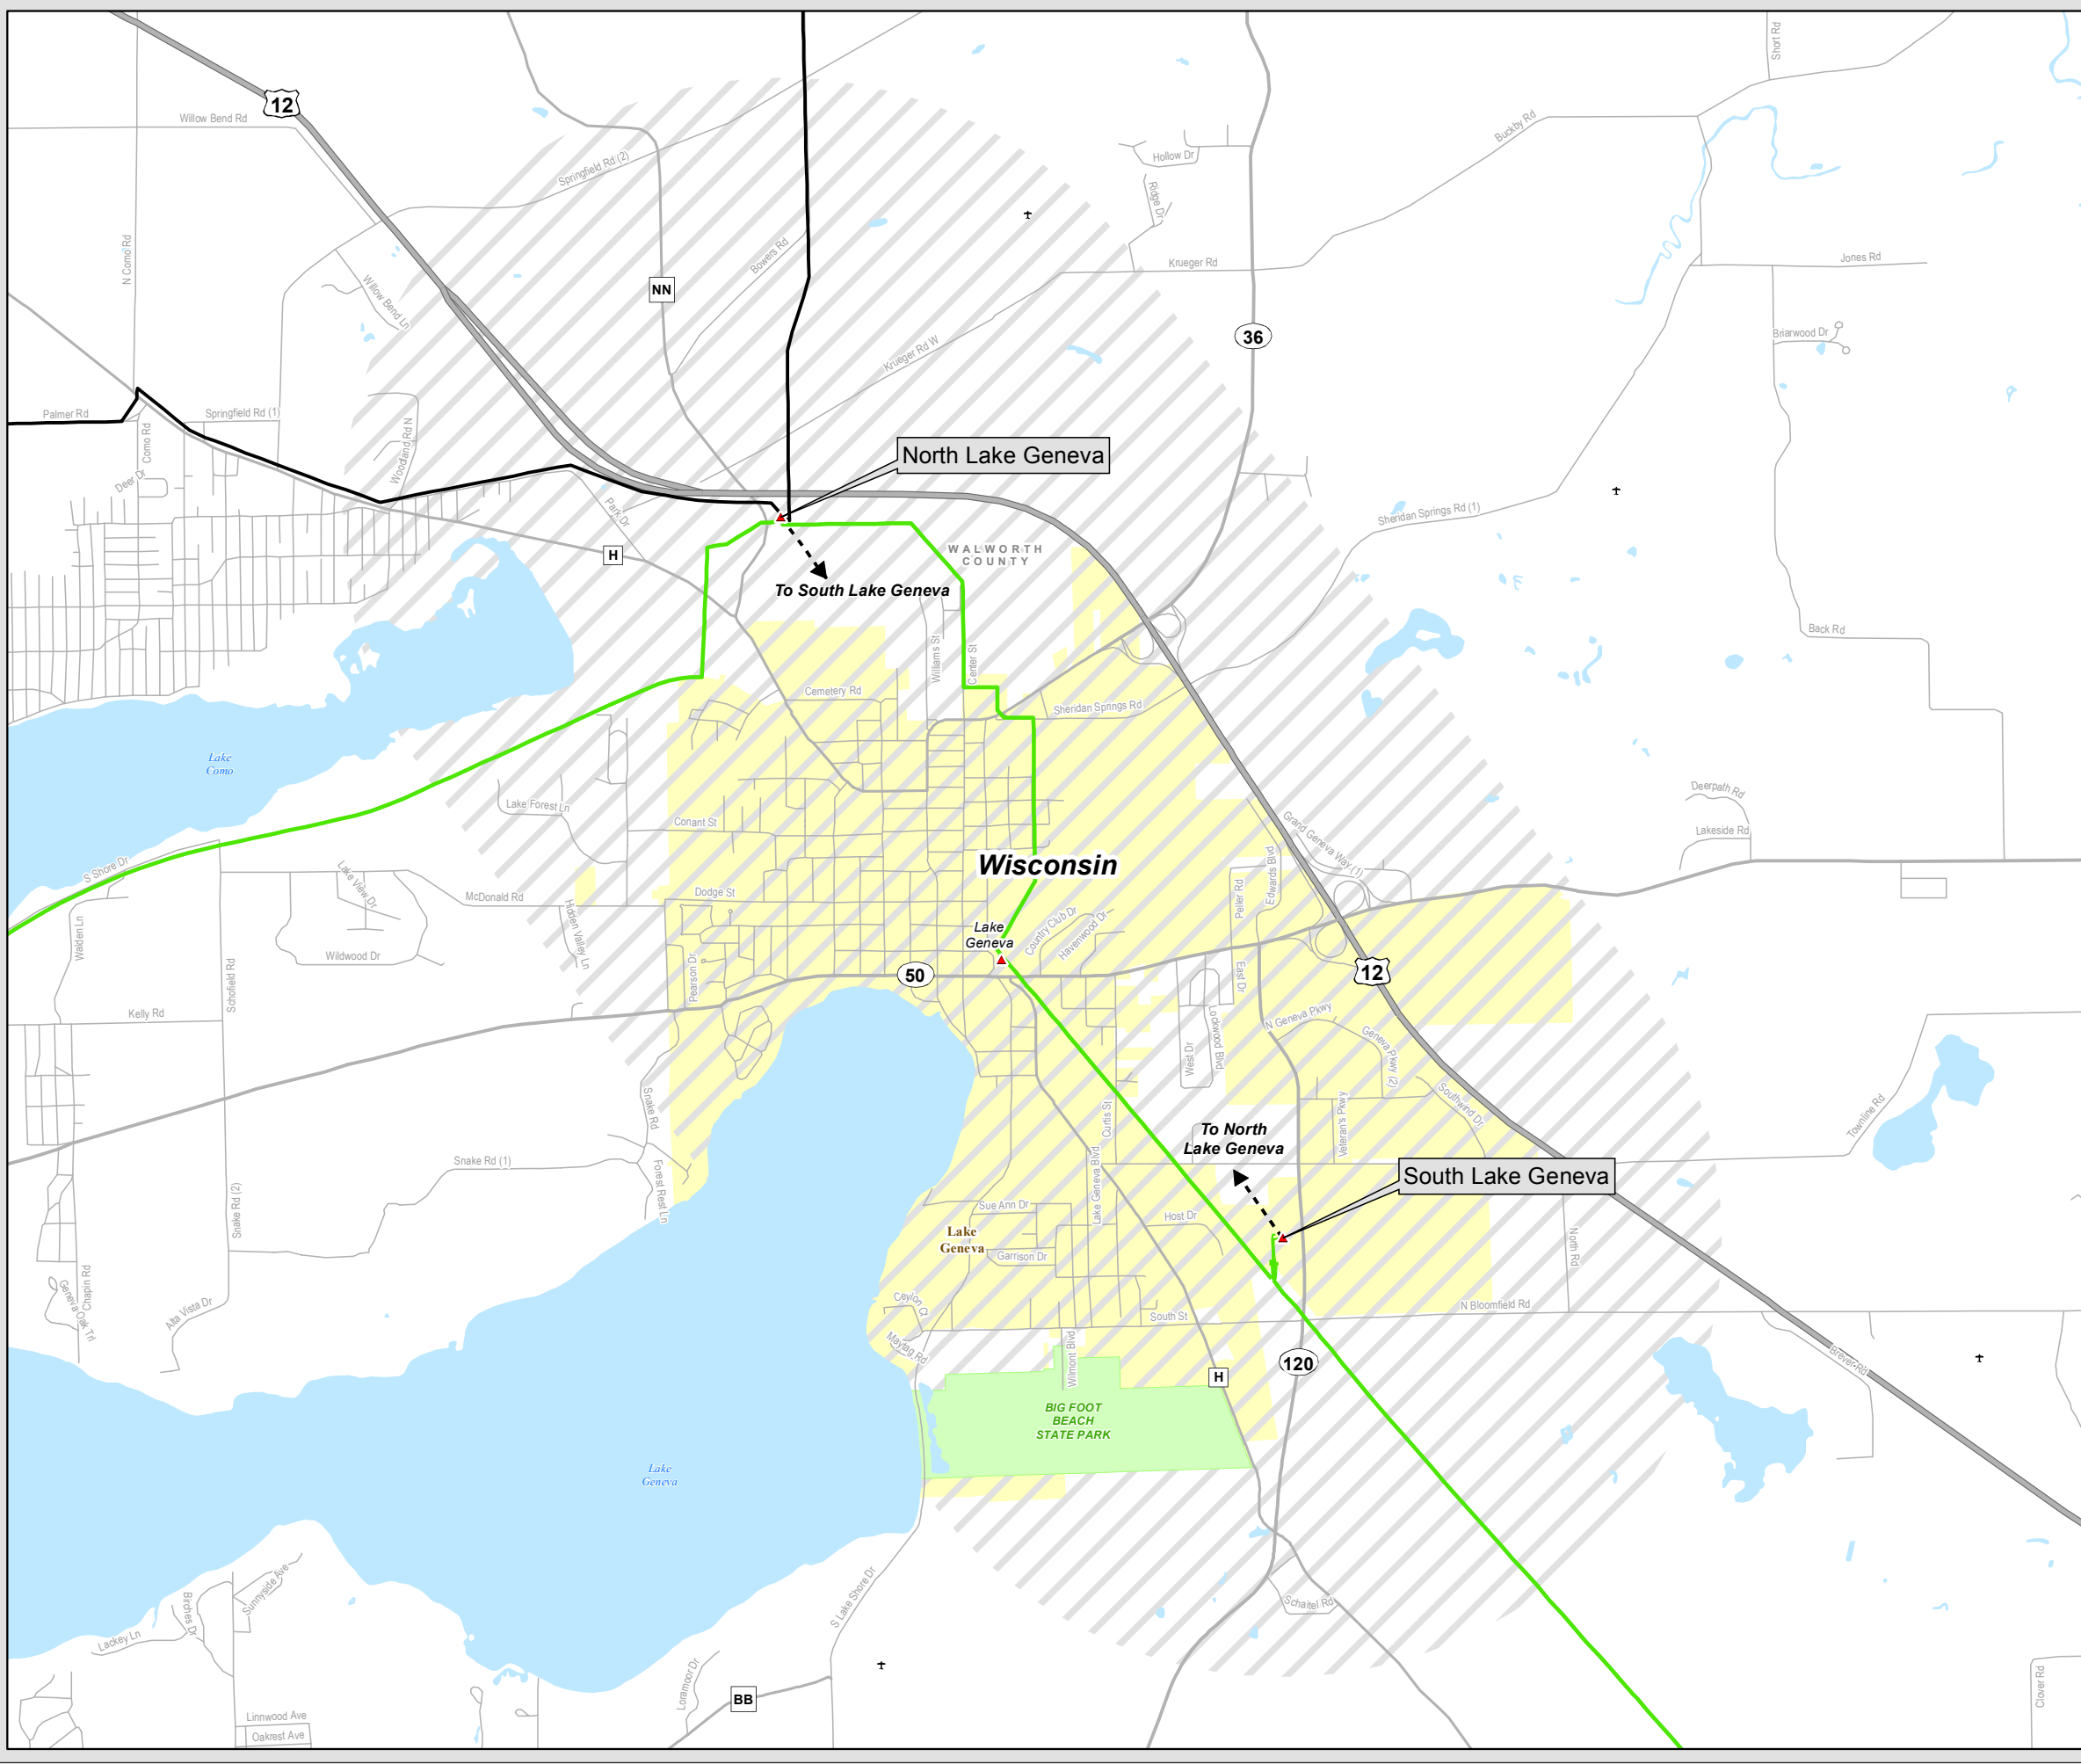 Short Rd
12
Willow Bend Rd
Buckby Rd
Hollow Dr
Springfield Rd (2)
Ridge Dr
N Como Rd
Bowers Rd
Krueger Rd
Jones Rd
NN
Willow Bend Ln
36
Briarwood Dr
Krueger Rd W
Palmer Rd
Springfield Rd (1)
Como Rd
Woodland Rd N
North Lake Geneva
Deer Dr
Park Dr
Sheridan Springs Rd (1)
H
WALWORTH
COUNTY
To South Lake Geneva
Back Rd
Williams St
Center St
Cemetery Rd
Sheridan Springs Rd
Lake
Como
Deerpath Rd
Lake Forest Ln
Conant St
Grand Geneva Way (1)
Lakeside Rd
Wisconsin
Edwards Blvd
S Shore Dr
Lake View Dr
McDonald Rd
Dodge St
Peller Rd
Hidden Valley Ln
Walden Ln
Lake
Geneva
Country Club Dr
Havenwood Dr
Wildwood Dr
Pearson Dr
50
East Dr
12
Schofield Rd
Kelly Rd
Lockwood Blvd
N Geneva Pkwy
West Dr
Geneva Pkwy (2)
Snake Rd
Curtis St
Southwind Dr
Veteran's Pkwy
Townline Rd
To North
Lake Geneva
Snake Rd (1)
South Lake Geneva
Forest Rest Ln
Lake Geneva Blvd
Snake Rd (2)
Sue Ann Dr
Host Dr
Lake
Geneva
North Rd
Garrison Dr
Chapin Rd
Geneva Oak Trl
Alta Vista Dr
Ceylon Ct
N Bloomfield Rd
South St
Maytag Rd
Wilmont Blvd
120
Brever Rd
H
BIG FOOT
BEACH
STATE PARK
Lake
Geneva
Sunnyside Ave
Birches Dr
S Lake Shore Dr
Schaitel Rd
Lackey Ln
Loramoor Dr
Clover Rd
BB
Linnwood Ave
Oakrest Ave